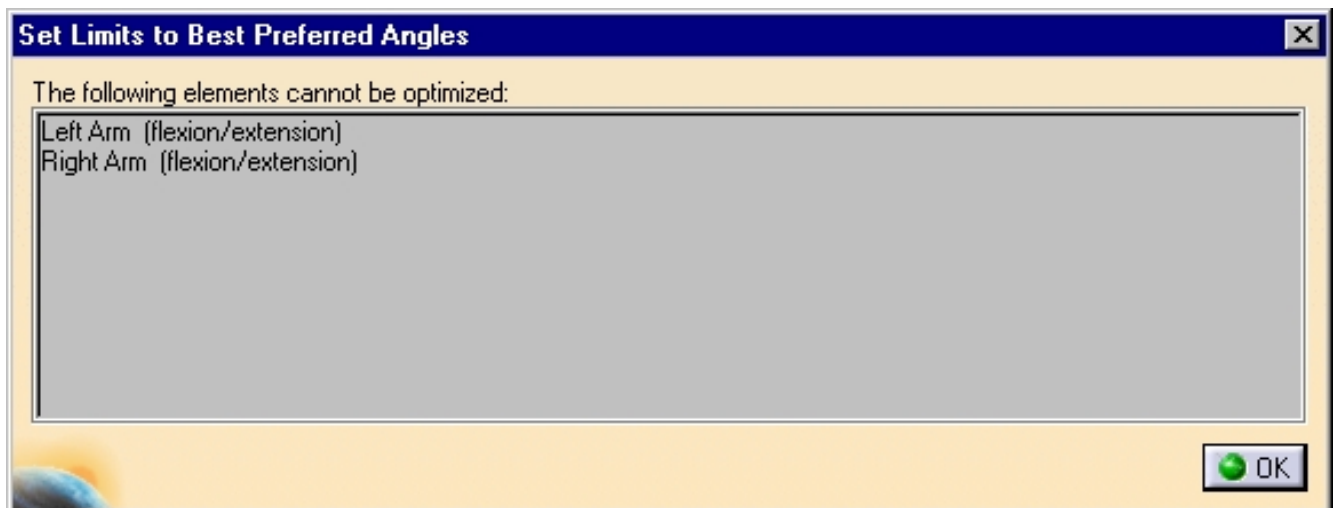 Set Limits to Best Preferred Angles
The following elements cannot be optimized:
Left Arm (flexion/extension)
Right Arm (flexion/extension)
OK